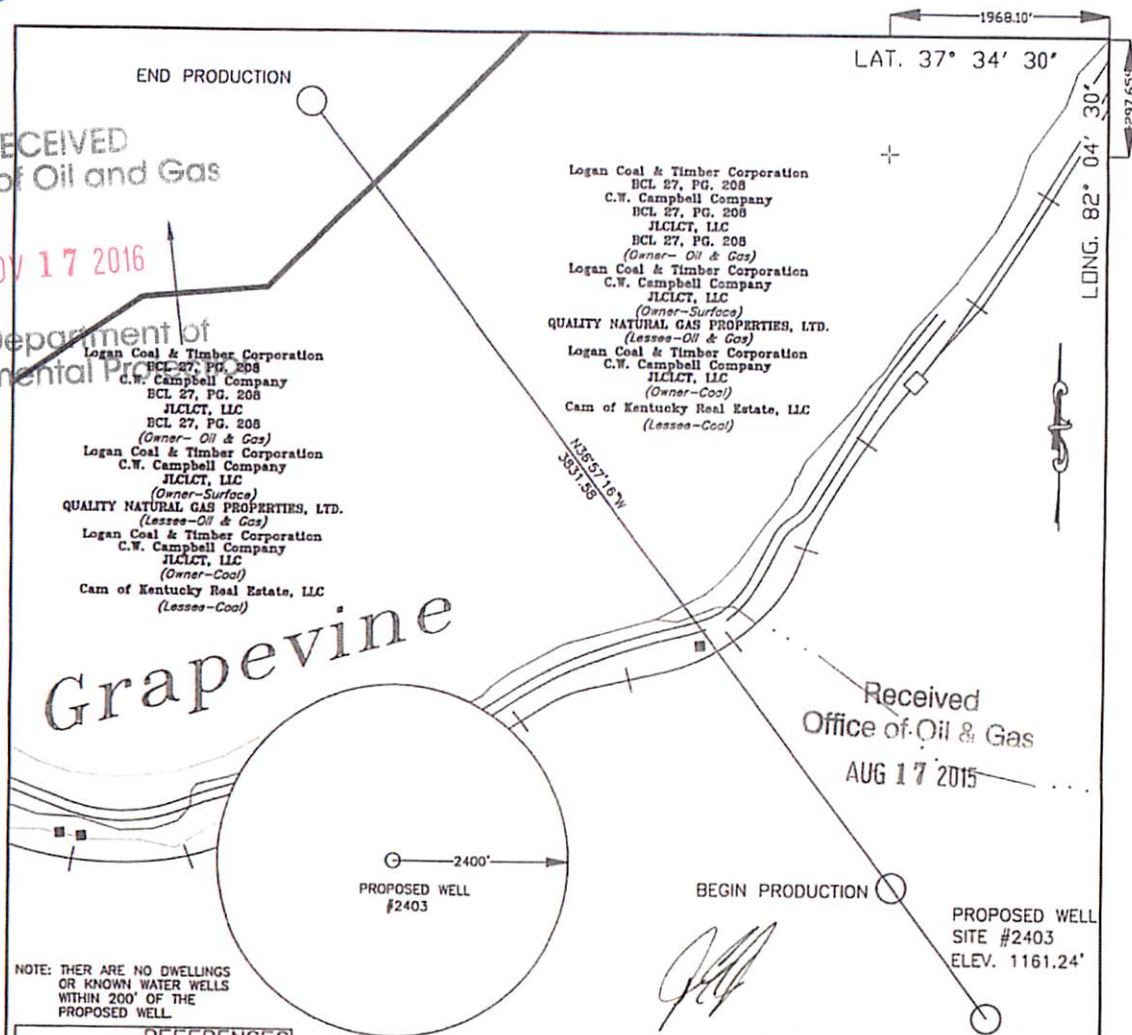 1968.10'
LAT. 37° 34' 30"
297.65'
LONG. 82° 04' 30"
END PRODUCTION
ECEIVED
of Oil and Gas
OV 17 2016
epartment of
mental Protectio
Logan Coal & Timber Corporation
BCL 27, PG. 208
C.W. Campbell Company
BCL 27, PG. 208
JLCLCT, LLC
BCL 27, PG. 208
(Owner- Oil & Gas)
Logan Coal & Timber Corporation
C.W. Campbell Company
JLCLCT, LLC
(Owner-Surface)
QUALITY NATURAL GAS PROPERTIES, LTD.
(Lessee-Oil & Gas)
Logan Coal & Timber Corporation
C.W. Campbell Company
JLCLCT, LLC
(Owner-Coal)
Cam of Kentucky Real Estate, LLC
(Lessee-Coal)
Logan Coal & Timber Corporation
BCL 27, PG. 208
C.W. Campbell Company
BCL 27, PG. 208
JLCLCT, LLC
BCL 27, PG. 208
(Owner- Oil & Gas)
Logan Coal & Timber Corporation
C.W. Campbell Company
JLCLCT, LLC
(Owner-Surface)
QUALITY NATURAL GAS PROPERTIES, LTD.
(Lessee-Oil & Gas)
Logan Coal & Timber Corporation
C.W. Campbell Company
JLCLCT, LLC
(Owner-Coal)
Cam of Kentucky Real Estate, LLC
(Lessee-Coal)
N36°57'16"W
3831.58
Grapevine
Received
Office of Oil & Gas
AUG 17 2015
2400'
PROPOSED WELL
#2403
BEGIN PRODUCTION
PROPOSED WELL
SITE #2403
ELEV. 1161.24'
NOTE: THER ARE NO DWELLINGS
OR KNOWN WATER WELLS
WITHIN 200' OF THE
PROPOSED WELL.
REFERENCES